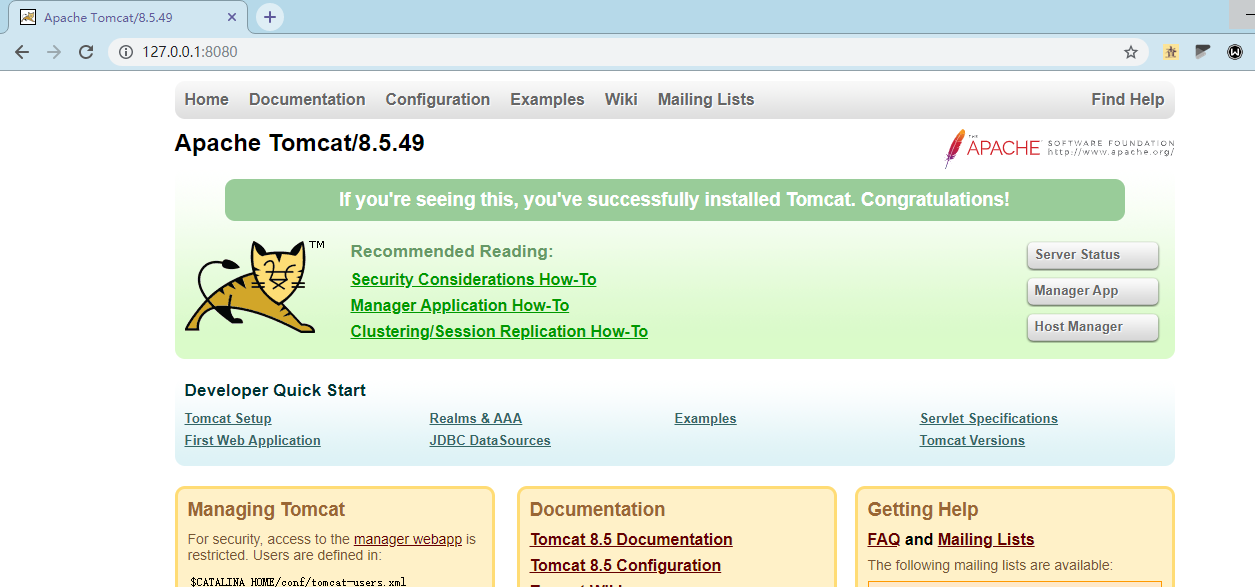 Apache Tomcat/8.5.49
127.0.0.1:8080
Home Documentation Configuration Examples Wiki Mailing Lists Find Help
Apache Tomcat/8.5.49
THE APACHE SOFTWARE FOUNDATION
http://www.apache.org/
If you're seeing this, you've successfully installed Tomcat. Congratulations!
TM
Recommended Reading:
Security Considerations How-To
Manager Application How-To
Clustering/Session Replication How-To
Server Status
Manager App
Host Manager
Developer Quick Start
Tomcat Setup
First Web Application
Realms & AAA
JDBC DataSources
Examples
Servlet Specifications
Tomcat Versions
Managing Tomcat
For security, access to the manager webapp is
restricted. Users are defined in:
$CATALINA_HOME/conf/tomcat-users.xml
Documentation
Tomcat 8.5 Documentation
Tomcat 8.5 Configuration
Getting Help
FAQ and Mailing Lists
The following mailing lists are available: